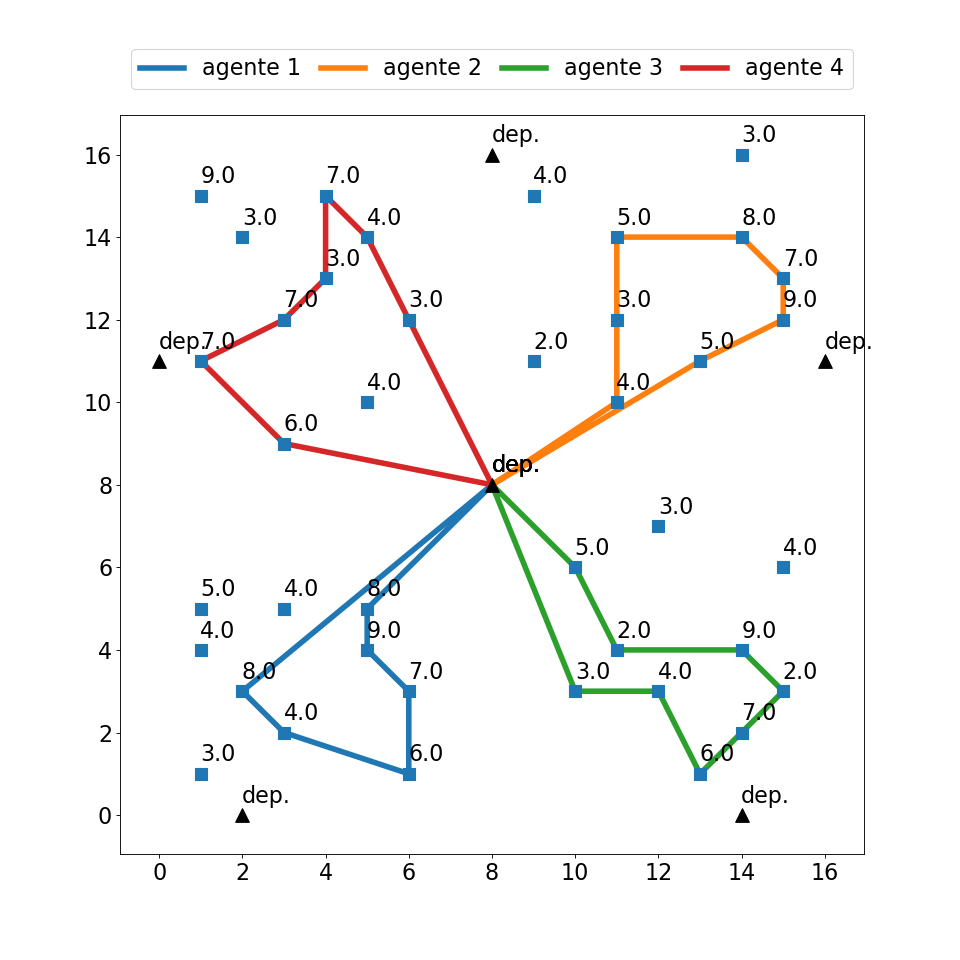 agente 1 agente 2 agente 3 agente 4
dep. 3.0
16
9.0 7.0 4.0
3.0 4.0 5.0 8.0
14
3.0 7.0
7.0 3.0 3.0 9.0
12
dep. 7.0 2.0 5.0 dep.
4.0 4.0
10
6.0
dep.
8
3.0
5.0 4.0
6
5.0 4.0 8.0
4.0 9.0 2.0 9.0
4
8.0 7.0 3.0 4.0 2.0
4.0 7.0
2
3.0 6.0 6.0
dep. dep.
0
0 2 4 6 8 10 12 14 16